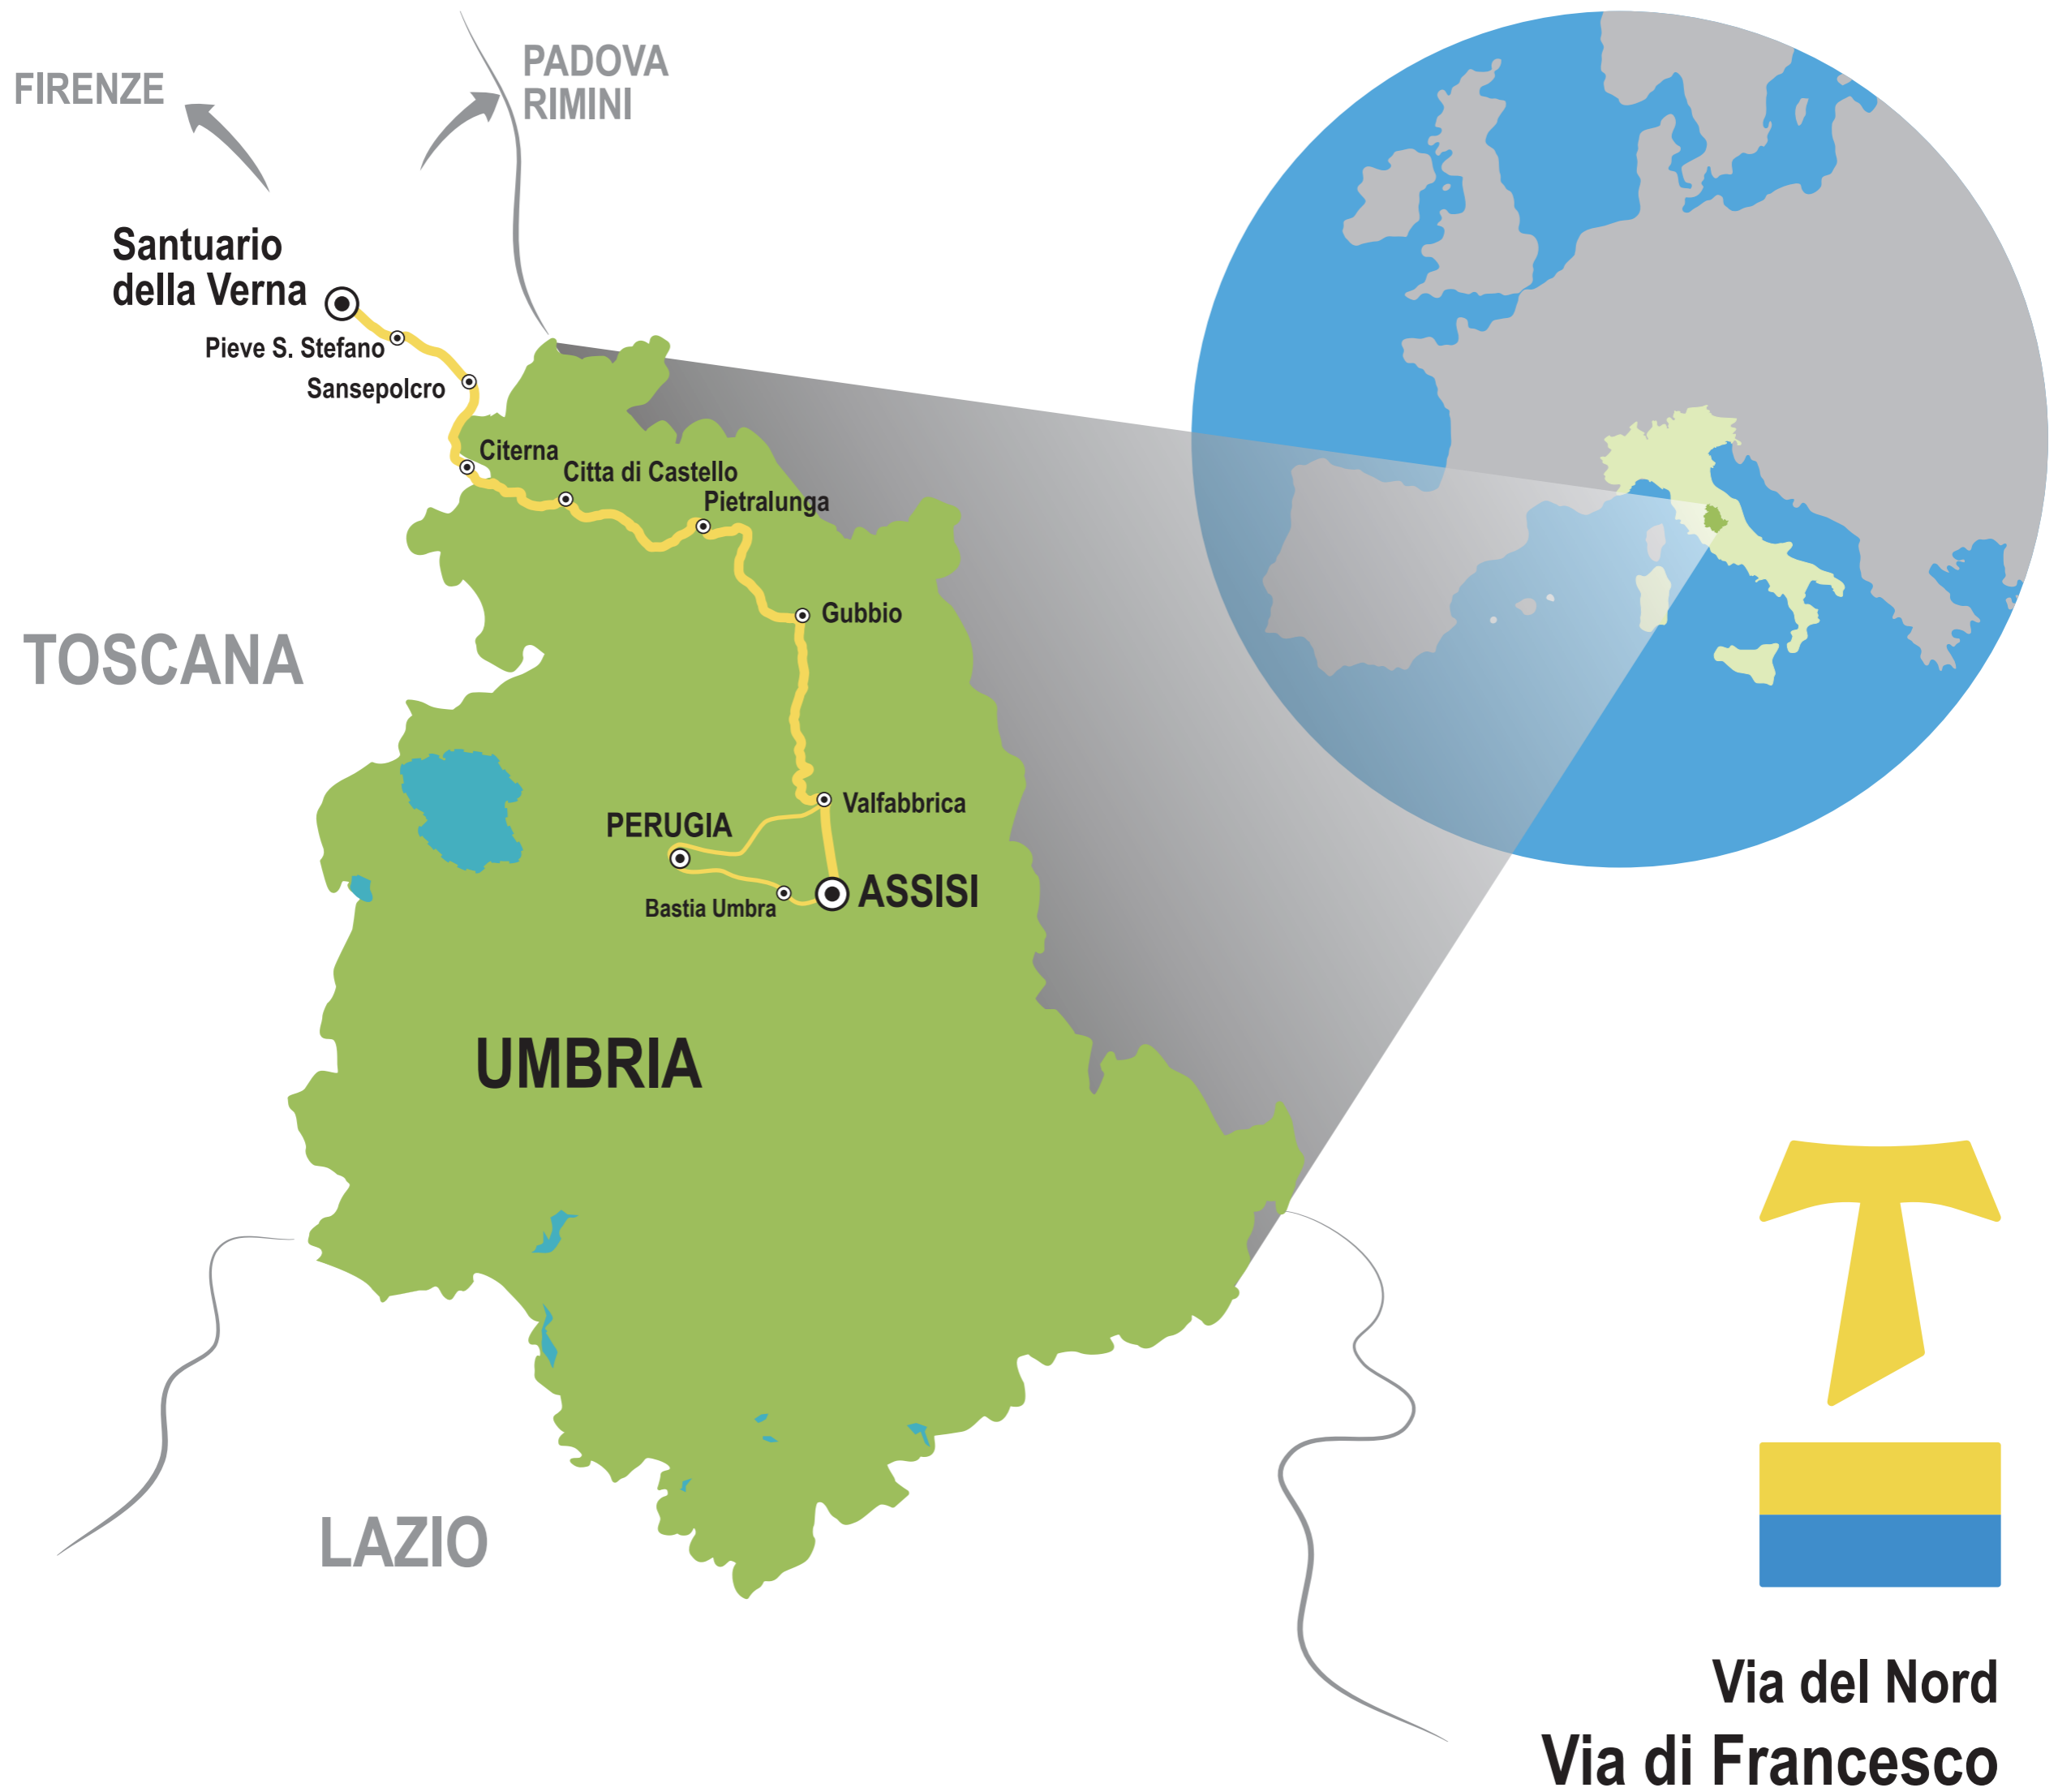 FIRENZE
PADOVA
RIMINI
Santuario
della Verna
Pieve S. Stefano
Sansepolcro
Citerna
Citta di Castello
Pietralunga
Gubbio
TOSCANA
Valfabbrica
PERUGIA
ASSISI
Bastia Umbra
UMBRIA
LAZIO
Via del Nord
Via di Francesco